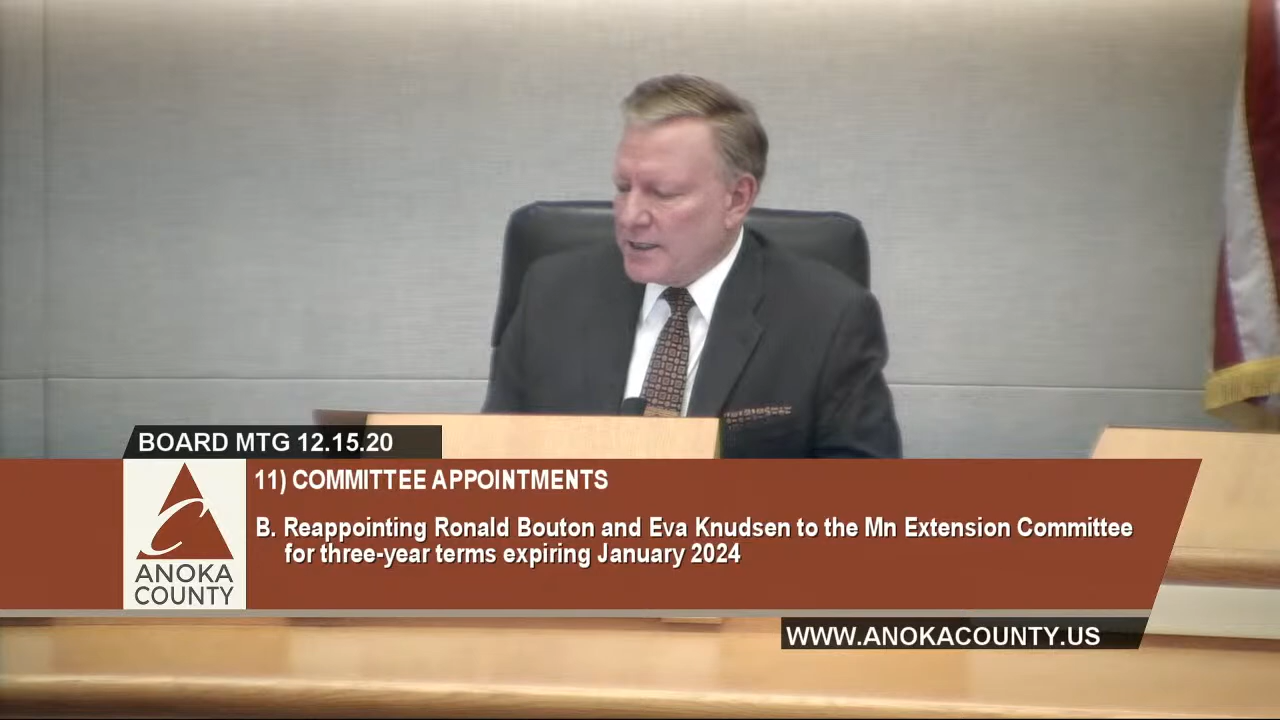 BOARD MTG 12.15.20
11) COMMITTEE APPOINTMENTS
B. Reappointing Ronald Bouton and Eva Knudsen to the Mn Extension Committee
for three-year terms expiring January 2024
ANOKA
COUNTY
WWW.ANOKACOUNTY.US